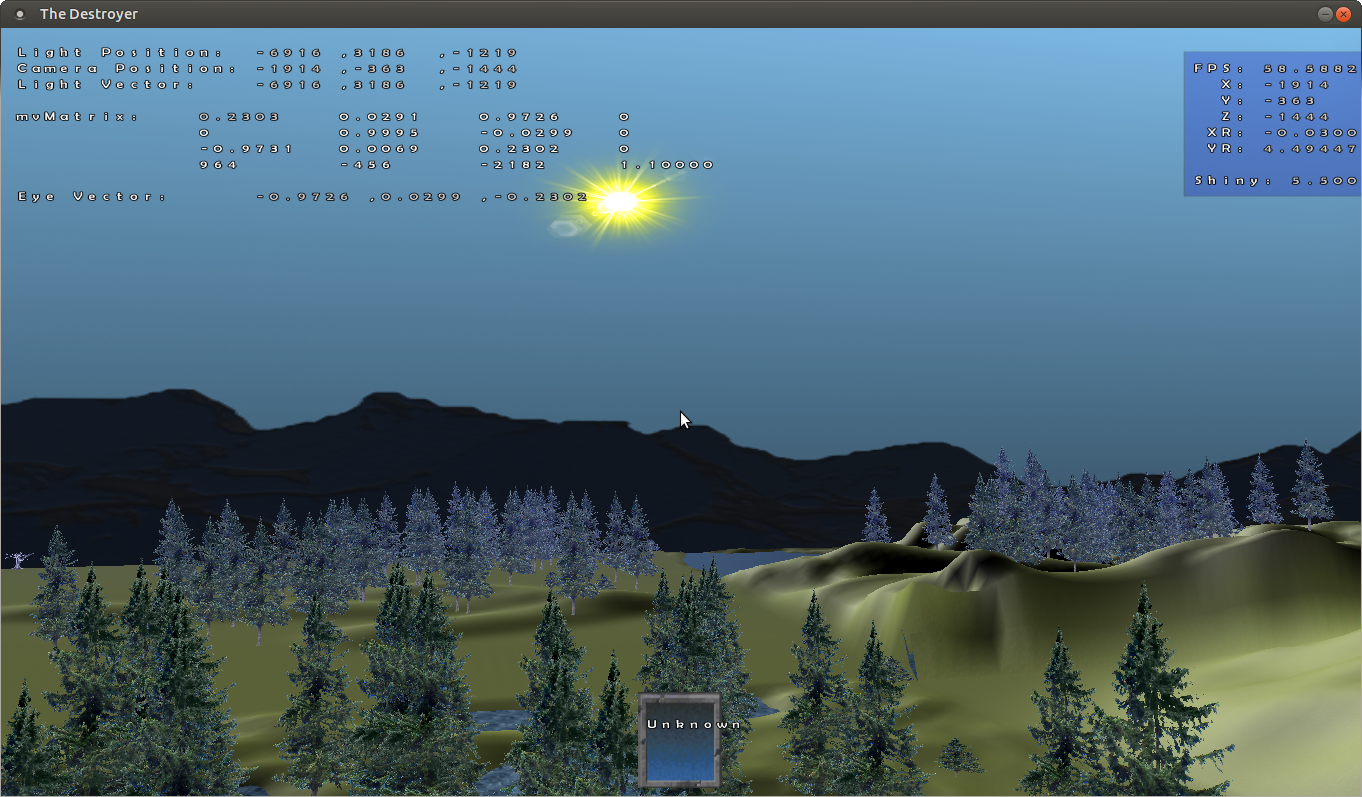 The Destroyer
Light Position: -6916 ,3186 ,-1219
Camera Position: -1914 ,-363 ,-1444
Light Vector: -6916 ,3186 ,-1219
mvMatrix: 0.2303 0.0291 0.9726 0
0 0.9995 -0.0299 0
-0.9731 0.0069 0.2302 0
964 -456 -2182 1.10000
Eye Vector: -0.9726 ,0.0299 ,-0.2302
FPS: 58.5882
X: -1914
Y: -363
Z: -1444
XR: -0.0300
YR: 4.49447
Shiny: 5.500
Unknown